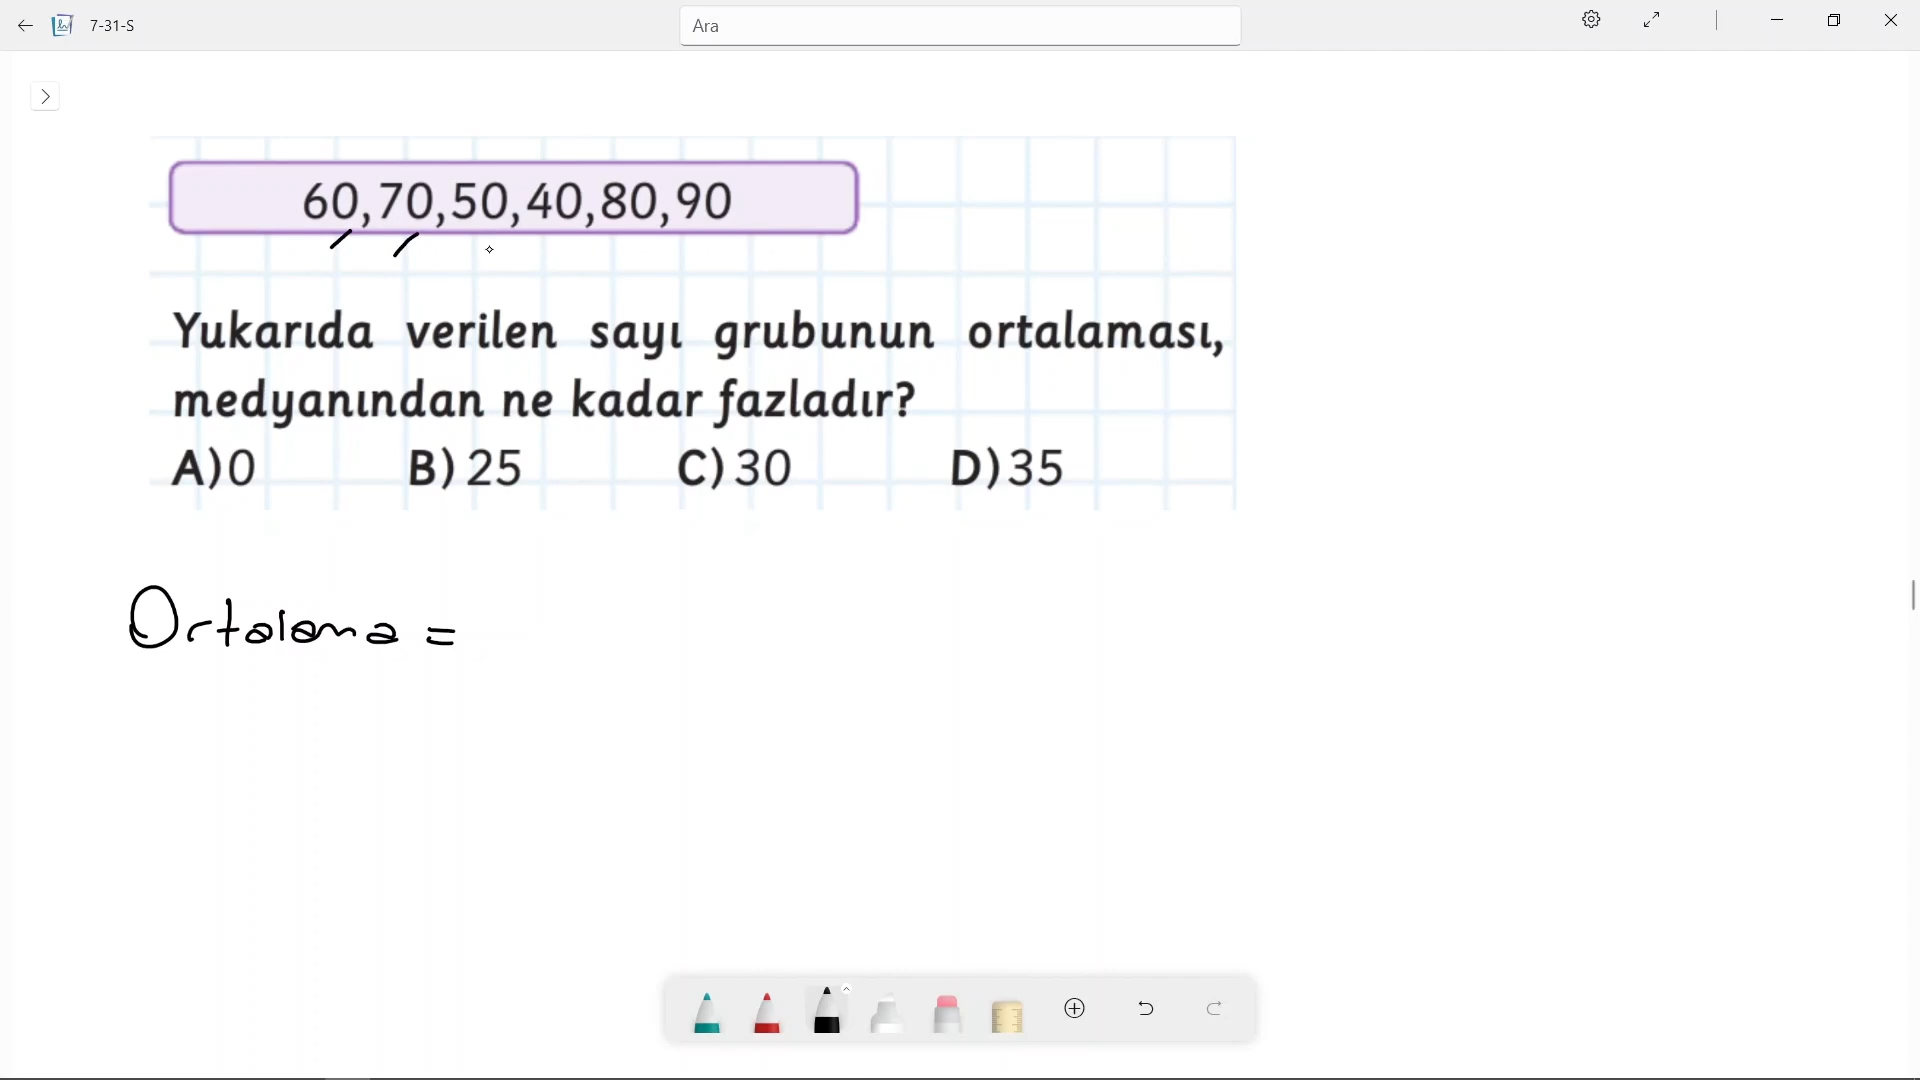 7-31-S
Ara
60,70,50,40,80,90
Yukarıda verilen sayı grubunun ortalaması,
medyanından ne kadar fazladır?
A) 0 B) 25 C) 30 D) 35
Ortalama =